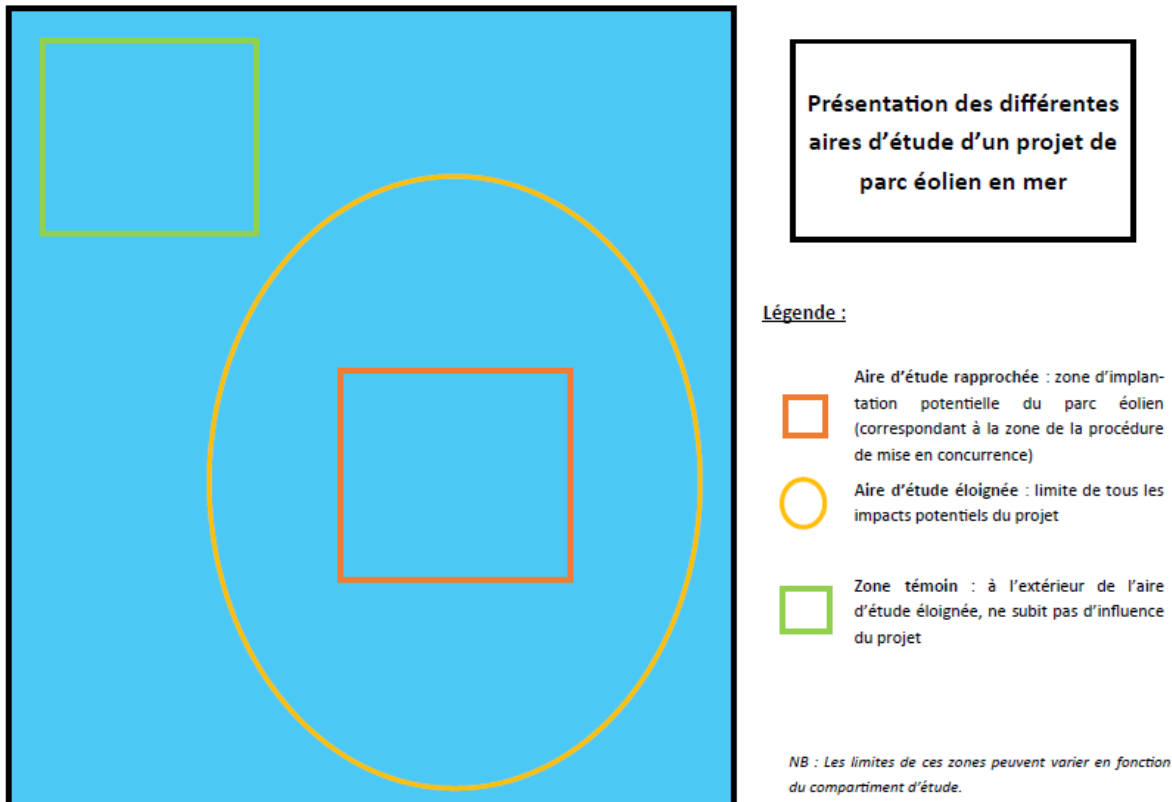 Présentation des différentes
aires d'étude d'un projet de
parc éolien en mer
Légende :
Aire d'étude rapprochée : zone d'implan-
tation potentielle du parc éolien
(correspondant à la zone de la procédure
de mise en concurrence)
Aire d'étude éloignée : limite de tous les
impacts potentiels du projet
Zone témoin : à l'extérieur de l'aire
d'étude éloignée, ne subit pas d'influence
du projet
NB : Les limites de ces zones peuvent varier en fonction
du compartiment d'étude.